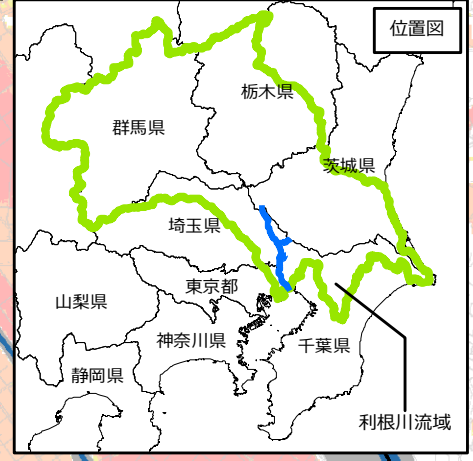 位置図
栃木県
群馬県
茨城県
埼玉県
東京都
山梨県
神奈川県
千葉県
静岡県
利根川流域